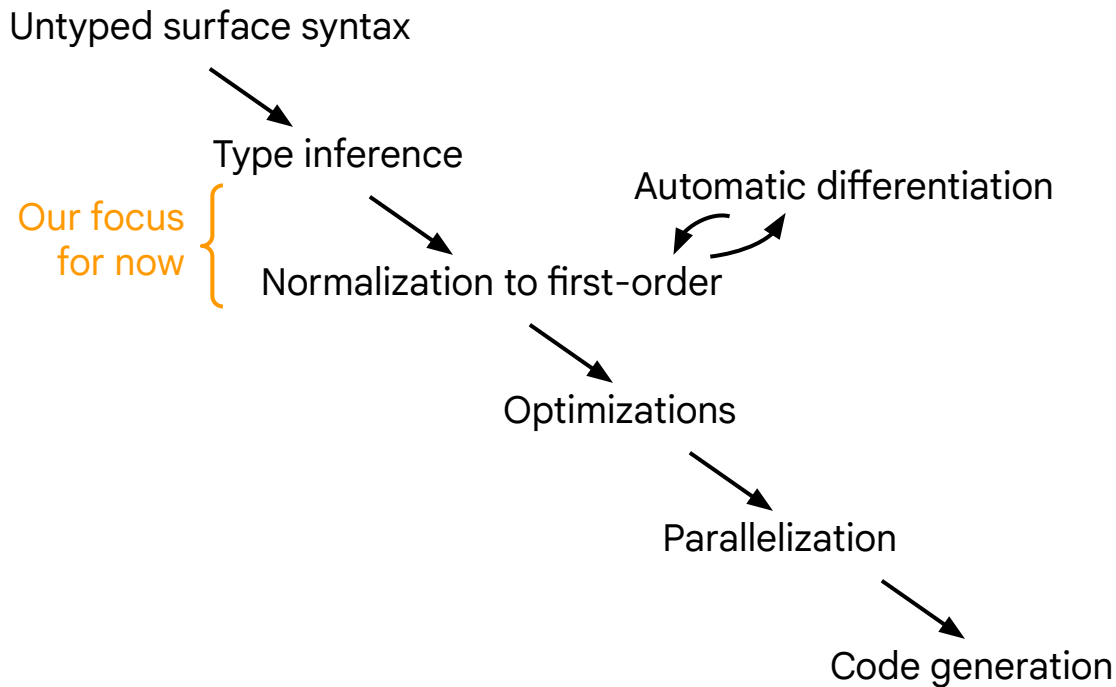 Untyped surface syntax
Type inference
Automatic differentiation
Our focus
for now
Normalization to first-order
Optimizations
Parallelization
Code generation